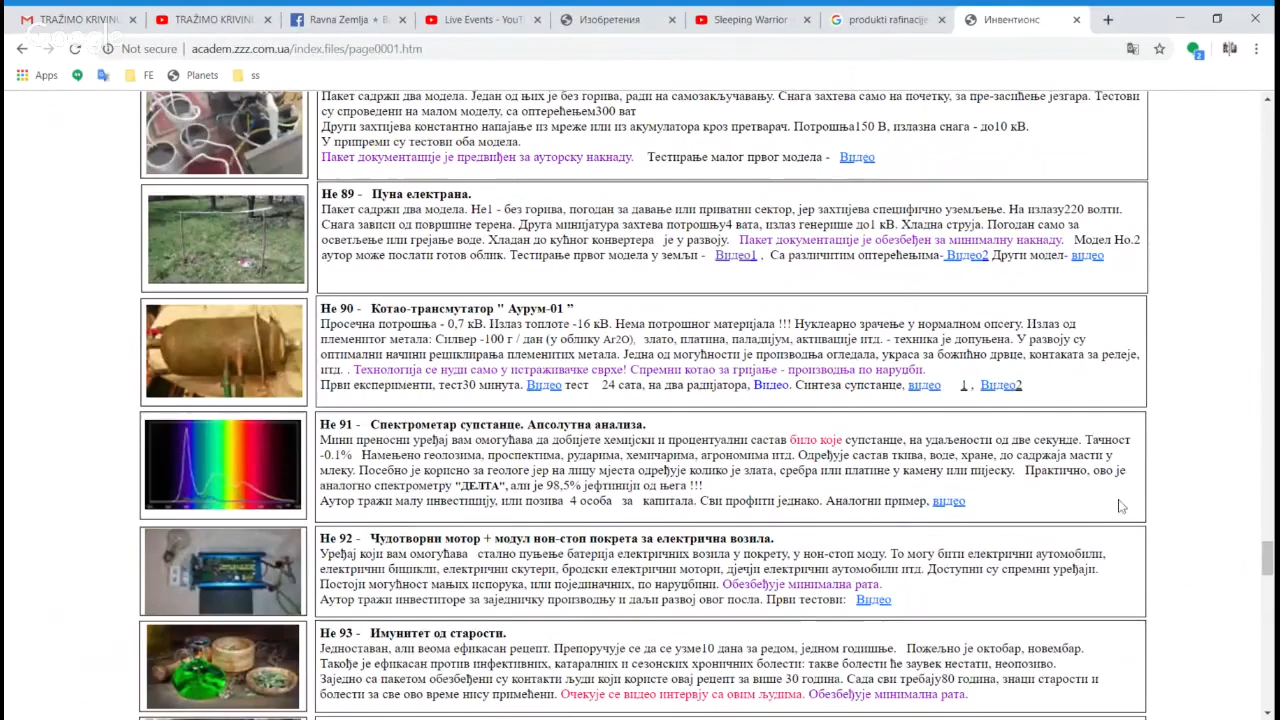 TRAŽIMO KRIVINU
TRAŽIMO KRIVINU
Ravna Zemlja ★ B
Live Events - YouT
Изобретения
Sleeping Warrior -
produkti rafinacije
Инвентионс
Google
Not secure | academ.zzz.com.ua/index.files/page0001.htm
Apps
FE
Planets
ss
Пакет садржи два модела. Један од њих је без горива, ради на самозакључавању. Снага захтева само на почетку, за пре-засићење језгара. Тестови
су спроведени на малом моделу, са оптерећењем300 ват
Други захтијева константно напајање из мреже или из акумулатора кроз претварач. Потрошња150 В, излазна снага - до10 кВ.
У припреми су тестови оба модела.
Пакет документације је предвиђен за ауторску накнаду. Тестирање малог првог модела - Видео
Не 89 - Пуна електрана.
Пакет садржи два модела. Не1 - без горива, погодан за давање или приватни сектор, јер захтијева специфично уземљење. На излазу220 волти.
Снага зависи од површине терена. Друга минијатура захтева потрошњу4 вата, излаз генерише до1 кВ. Хладна струја. Погодан само за
осветљење или грејање воде. Хладан до кућног конвертера је у развоју. Пакет документације је обезбеђен за минималну накнаду. Модел Но.2
аутор може послати готов облик. Тестирање првог модела у земљи - Видео1 , Са различитим оптерећењима- Видео2 Други модел- видео
Не 90 - Котао-трансмутатор " Аурум-01 ”
Просечна потрошња - 0,7 кВ. Излаз топлоте -16 кВ. Нема потрошног материјала !!! Нуклеарно зрачење у нормалном опсегу. Излаз од
племенитог метала: Силвер -100 г / дан (у облику Ar2O), злато, платина, паладијум, активације итд. - техника је допуњена. У развоју су
оптимални начини рециклирања племенитих метала. Једна од могућности је производња огледала, украса за божићно дрвце, контаката за релеје,
итд. . Технологија се нуди само у истраживачке сврхе! Спремни котао за гријање - производња по наруџби.
Први експерименти, тест30 минута. Видео тест 24 сата, на два радијатора, Видео. Синтеза супстанце, видео 1 , Видео2
Не 91 - Спектрометар супстанце. Апсолутна анализа.
Мини преносни уређај вам омогућава да добијете хемијски и процентуални састав било које супстанце, на удаљености од две секунде. Тачност
-0.1% Намењено геолозима, проспектима, рударима, хемичарима, агрономима итд. Одређује састав ткива, воде, хране, до садржаја масти у
млеку. Посебно је корисно за геологе јер на лицу мјеста одређује колико је злата, сребра или платине у камену или пијеску. Практично, ово је
аналогно спектрометру "ДЕЛТА", али је 98,5% јефтинији од њега !!!
Аутор тражи малу инвестицију, или позива 4 особа за капитала. Сви профити једнако. Аналогни пример, видео
Не 92 - Чудотворни мотор + модул нон-стоп покрета за електрична возила.
Уређај који вам омогућава стално пуњење батерија електричних возила у покрету, у нон-стоп моду. То могу бити електрични аутомобили,
електрични бицикли, електрични скутери, бродски електрични мотори, дјечји електрични аутомобили итд. Доступни су спремни уређаји.
Постоји могућност мањих испорука, или појединачних, по наруџбини. Обезбеђује минимална рата.
Аутор тражи инвеститоре за заједничку производњу и даљи развој овог посла. Први тестови: Видео
Не 93 - Имунитет од старости.
Једноставан, али веома ефикасан рецепт. Препоручује се да се узме10 дана за редом, једном годишње. Пожељно је октобар, новембар.
Такође је ефикасан против инфективних, катаралних и сезонских хроничних болести: такве болести ће заувек нестати, неопозиво.
Заједно са пакетом обезбеђени су контакти људи који користе овај рецепт за више 30 година. Сада сви требају80 година, знаци старости и
болести за све ово време нису примећени. Очекује се видео интервју са овим људима. Обезбеђује минимална рата.